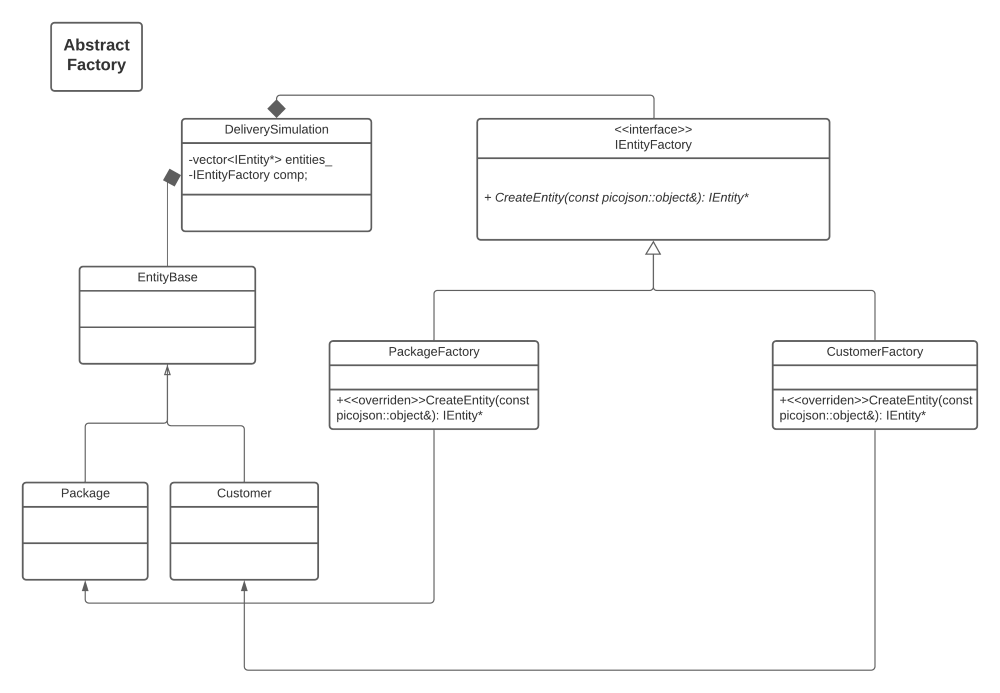 Abstract
Factory
DeliverySimulation
-vector<IEntity*> entities_
-IEntityFactory comp;
<<interface>>
IEntityFactory
+ CreateEntity(const picojson::object&): IEntity*
EntityBase
PackageFactory
+<<overriden>>CreateEntity(const
picojson::object&): IEntity*
CustomerFactory
+<<overriden>>CreateEntity(const
picojson::object&): IEntity*
Package
Customer